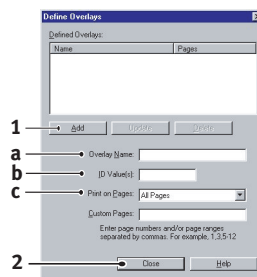 Define Overlays
Defined Overlays:
Name Pages
1 Add Update Delete
a Overlay Name:
b ID Value(s):
c Print on Pages: All Pages
Custom Pages:
Enter page numbers and/or page ranges
separated by commas. For example, 1,3,5-12
2 Close Help